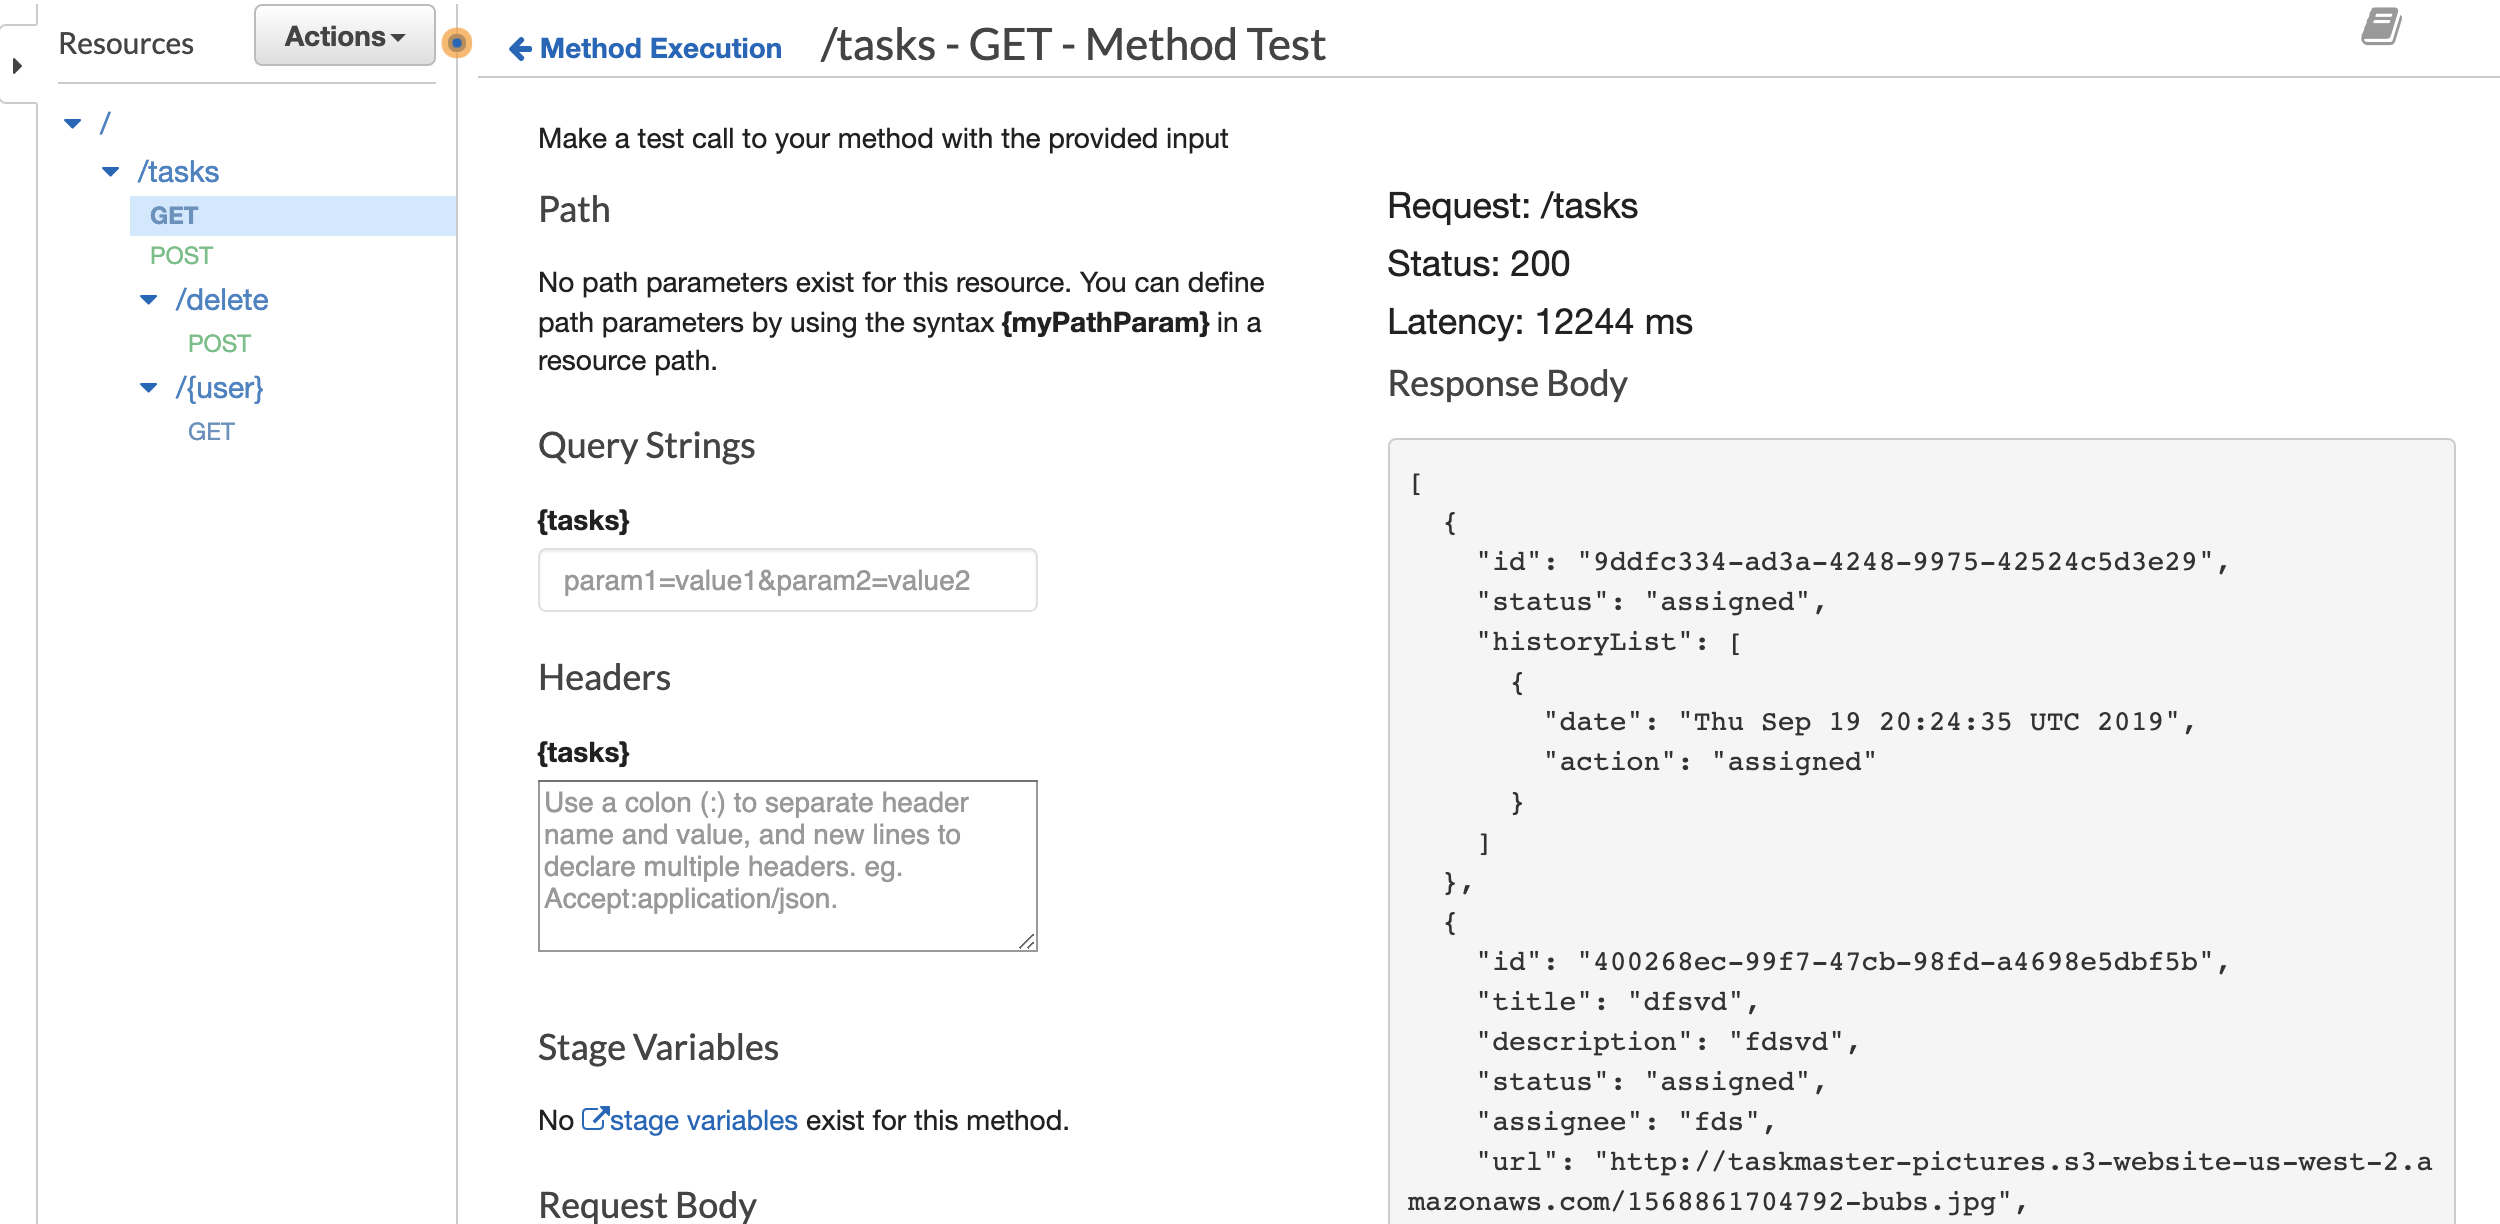 Resources
Actions
/
/tasks
GET
POST
/delete
POST
/{user}
GET
Method Execution
/tasks - GET - Method Test
Make a test call to your method with the provided input
Path
No path parameters exist for this resource. You can define
path parameters by using the syntax {myPathParam} in a
resource path.
Query Strings
{tasks}
param1=value1&param2=value2
Headers
{tasks}
Use a colon (:) to separate header
name and value, and new lines to
declare multiple headers. eg.
Accept:application/json.
Stage Variables
No stage variables exist for this method.
Request Body
Request: /tasks
Status: 200
Latency: 12244 ms
Response Body
[
{
"id": "9ddfc334-ad3a-4248-9975-42524c5d3e29",
"status": "assigned",
"historyList": [
{
"date": "Thu Sep 19 20:24:35 UTC 2019",
"action": "assigned"
}
]
},
{
"id": "400268ec-99f7-47cb-98fd-a4698e5dbf5b",
"title": "dfsvd",
"description": "fdsvd",
"status": "assigned",
"assignee": "fds",
"url": "http://taskmaster-pictures.s3-website-us-west-2.a
mazonaws.com/1568861704792-bubs.jpg",